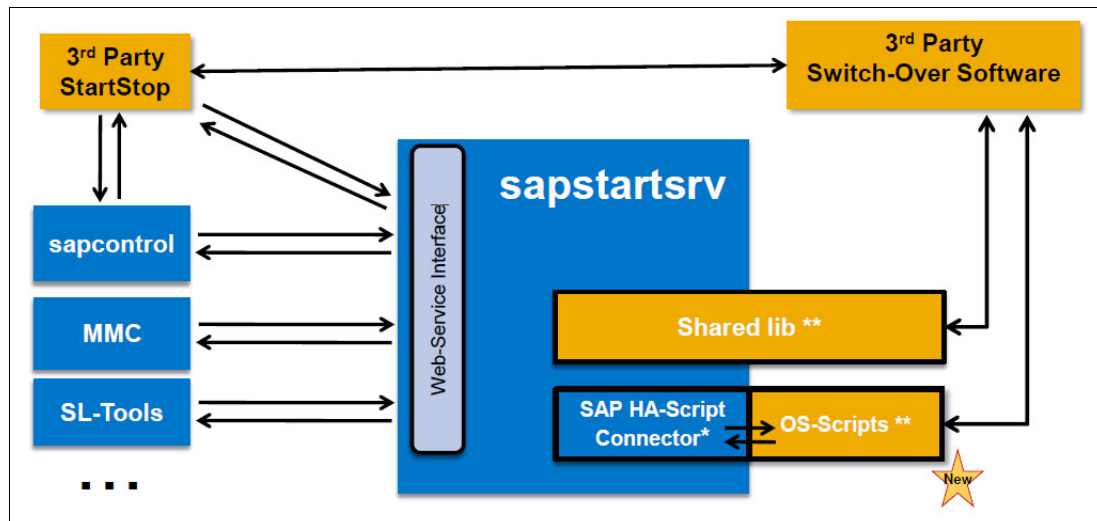 3rd Party
StartStop
3rd Party
Switch-Over Software
sapstartsrv
Web-Service Interface
sapcontrol
MMC
SL-Tools
. . .
Shared lib **
SAP HA-Script
Connector*
OS-Scripts **
New